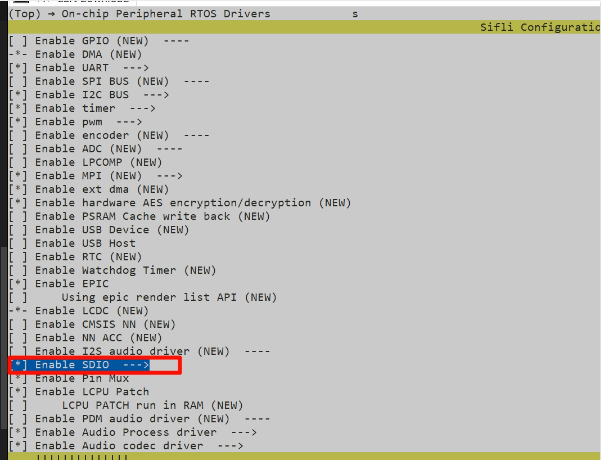 (Top) → On-chip Peripheral RTOS Drivers s
Sifli Configuratio
[ ] Enable GPIO (NEW)  ----
-*- Enable DMA (NEW)
[*] Enable UART  --->
[ ] Enable SPI BUS (NEW)  ----
[*] Enable I2C BUS  --->
[*] Enable timer  --->
[*] Enable pwm  --->
[ ] Enable encoder (NEW)  ----
[ ] Enable ADC (NEW)  ----
[ ] Enable LPCOMP (NEW)
[*] Enable MPI (NEW)  --->
[*] Enable ext dma (NEW)
[*] Enable hardware AES encryption/decryption (NEW)
[ ] Enable PSRAM Cache write back (NEW)
[ ] Enable USB Device (NEW)
[ ] Enable USB Host
[ ] Enable RTC (NEW)
[ ] Enable Watchdog Timer (NEW)
[*] Enable EPIC
[ ]     Using epic render list API (NEW)
-*- Enable LCDC (NEW)
[ ] Enable CMSIS NN (NEW)
[ ] Enable NN ACC (NEW)
[ ] Enable I2S audio driver (NEW)  ----
[*] Enable SDIO  --->
[*] Enable Pin Mux
[*] Enable LCPU Patch
[ ]     LCPU PATCH run in RAM (NEW)
[ ] Enable PDM audio driver (NEW)  ----
[*] Enable Audio Process driver  --->
[*] Enable Audio codec driver  --->